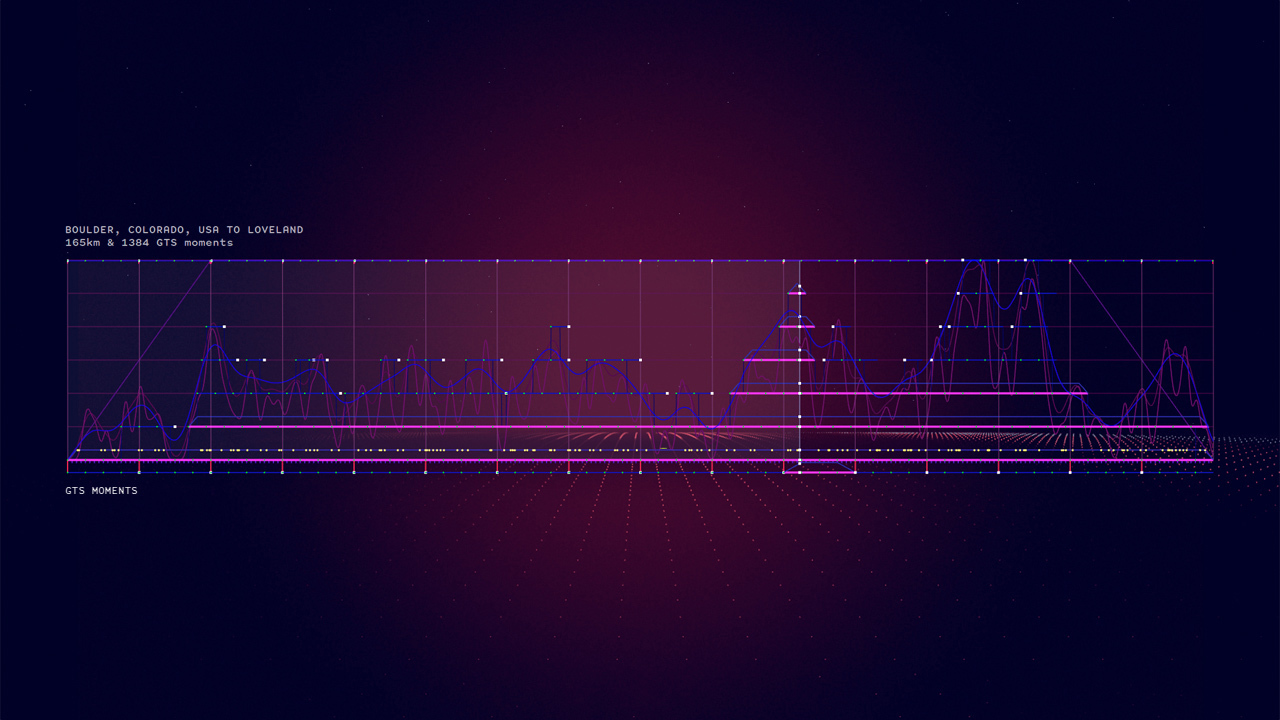 BOULDER, COLORADO, USA TO LOVELAND
165km & 1384 GTS moments
GTS MOMENTS